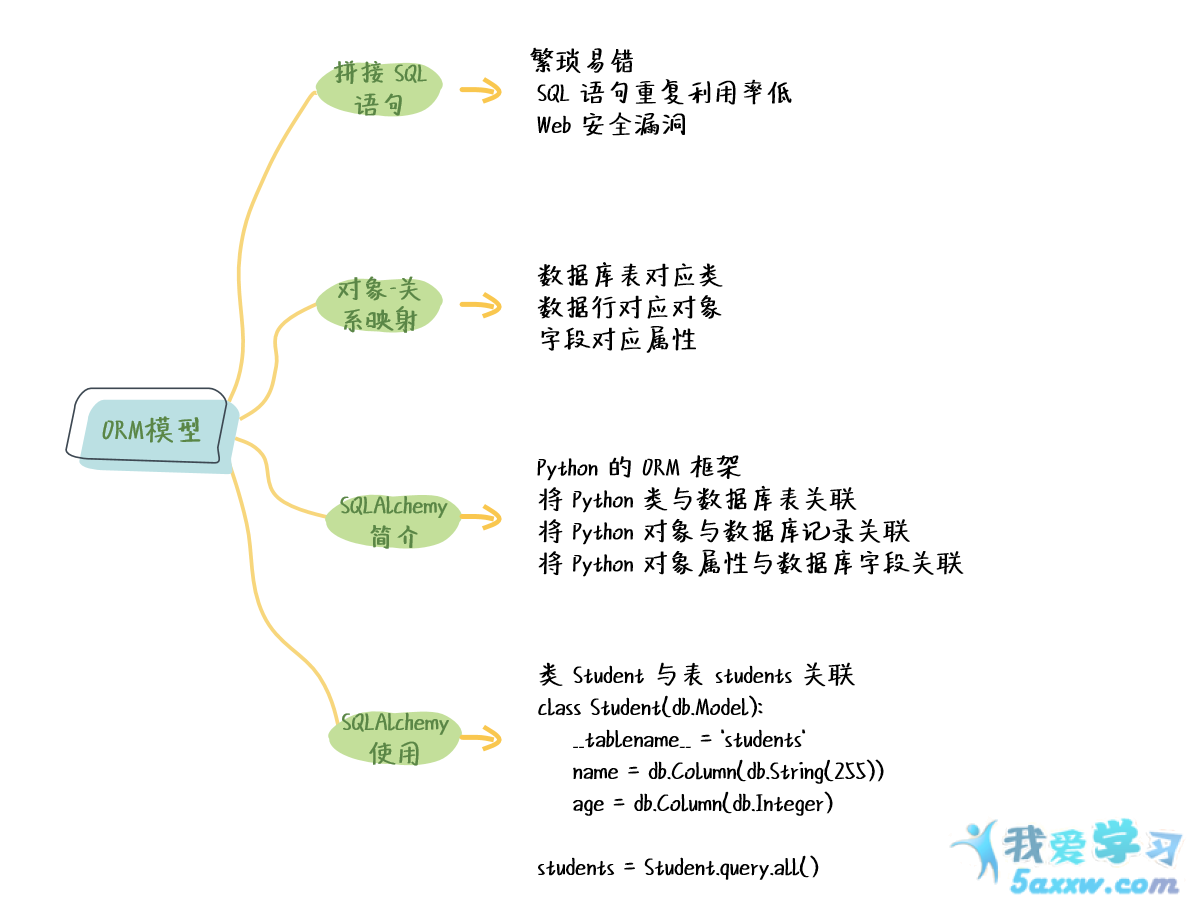 ORM模型
拼接 SQL
语句
繁琐易错
SQL 语句重复利用率低
Web 安全漏洞
对象-关
系映射
数据库表对应类
数据行对应对象
字段对应属性
SQLALchemy
简介
Python 的 ORM 框架
将 Python 类与数据库表关联
将 Python 对象与数据库记录关联
将 Python 对象属性与数据库字段关联
SQLALchemy
使用
类 Student 与表 students 关联
class Student(db.Model):
__tablename__ = 'students'
name = db.Column(db.String(255))
age = db.Column(db.Integer)
students = Student.query.all()
我爱学习
5axxw.com